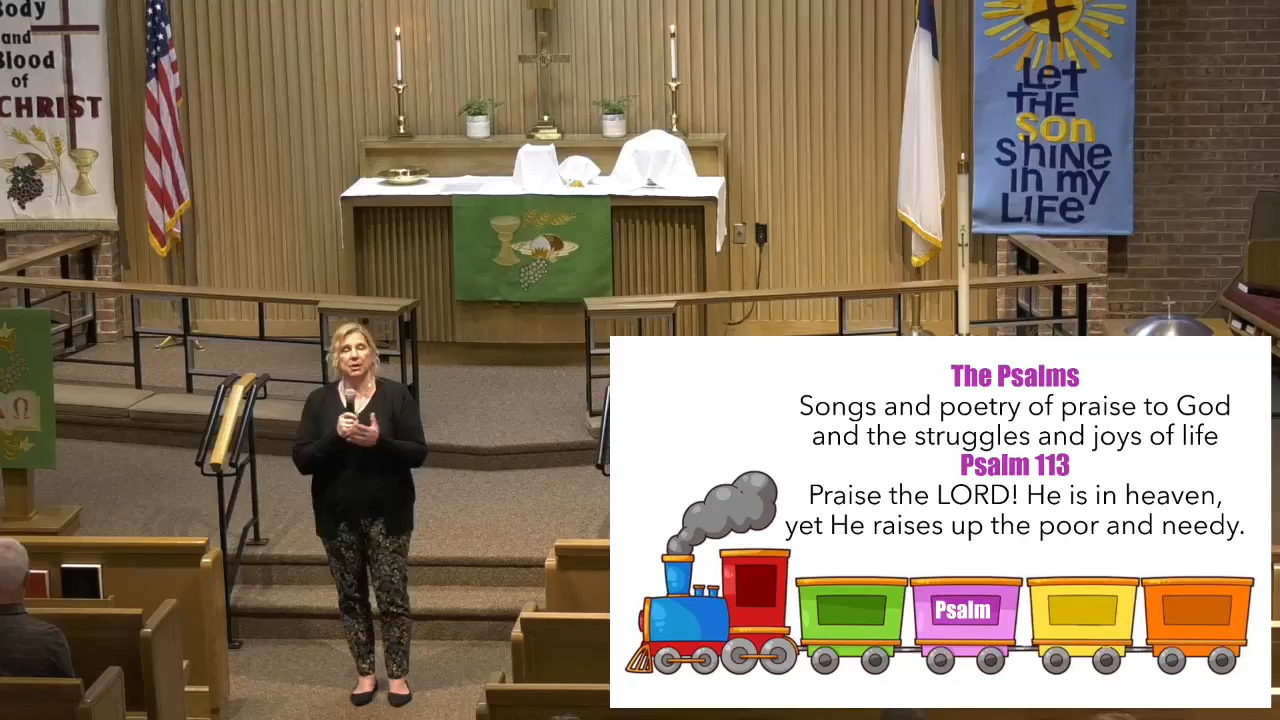 Body
and
Blood
of
CHRIST
Let
THE
Son
ShiNE
iN my
LiFE
The Psalms
Songs and poetry of praise to God
and the struggles and joys of life
Psalm 113
Praise the LORD! He is in heaven,
yet He raises up the poor and needy.
Psalm